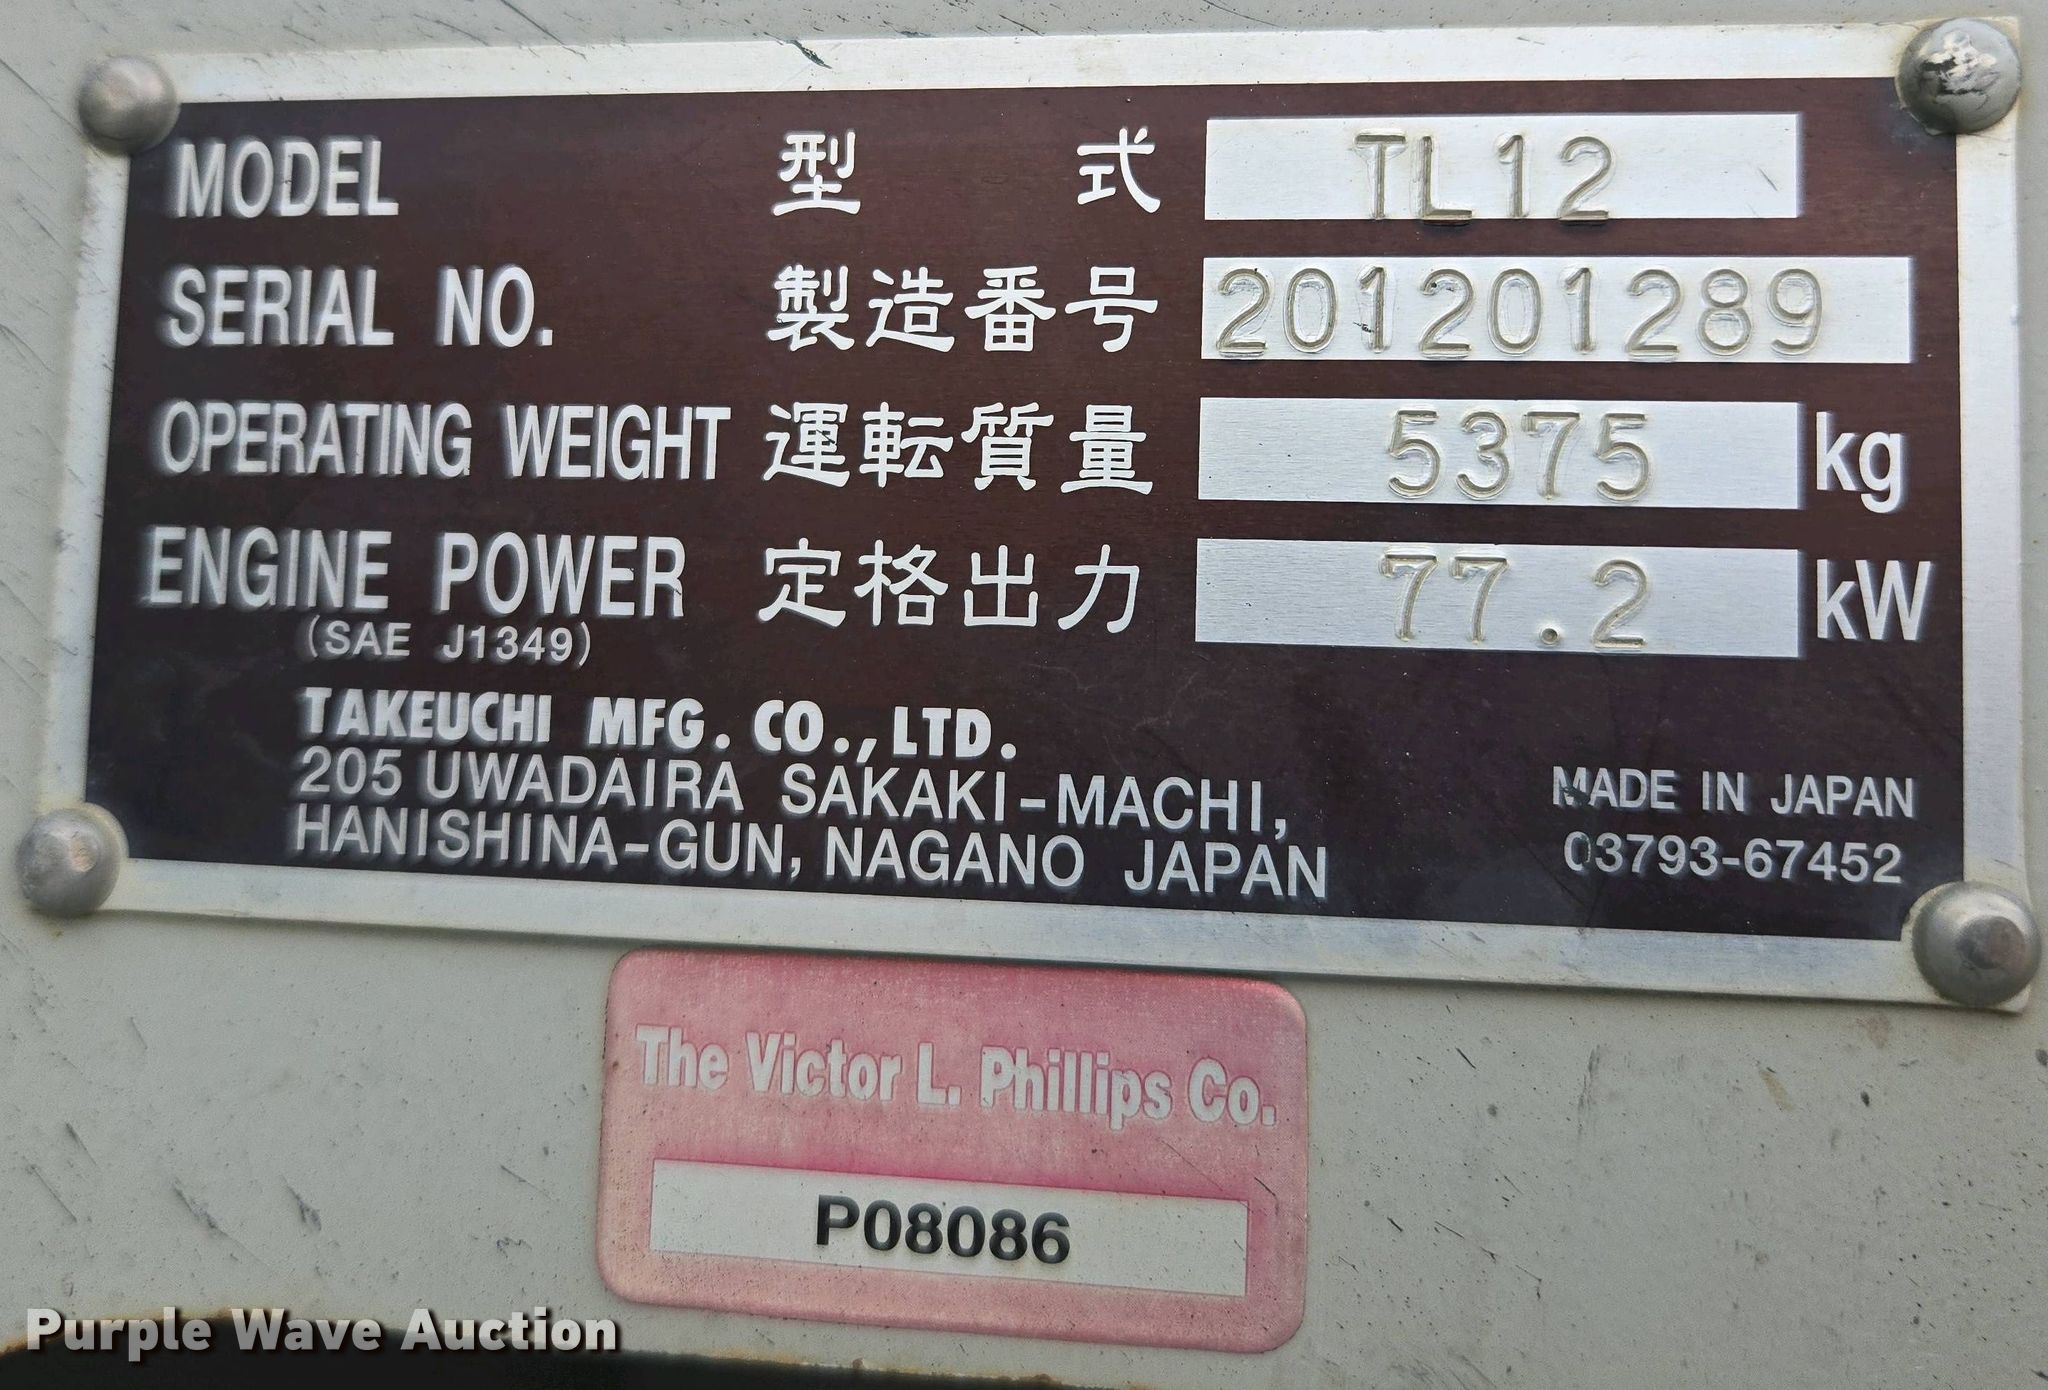 MODEL 型 式 TL12
SERIAL NO. 製造番号 201201289
OPERATING WEIGHT 運転質量 5375 kg
ENGINE POWER 定格出力 77.2 kW
(SAE J1349)
TAKEUCHI MFG. CO., LTD.
205 UWADAIRA SAKAKI-MACHI,
HANISHINA-GUN, NAGANO JAPAN
MADE IN JAPAN
03793-67452
The Victor L. Phillips Co.
P08086
Purple Wave Auction